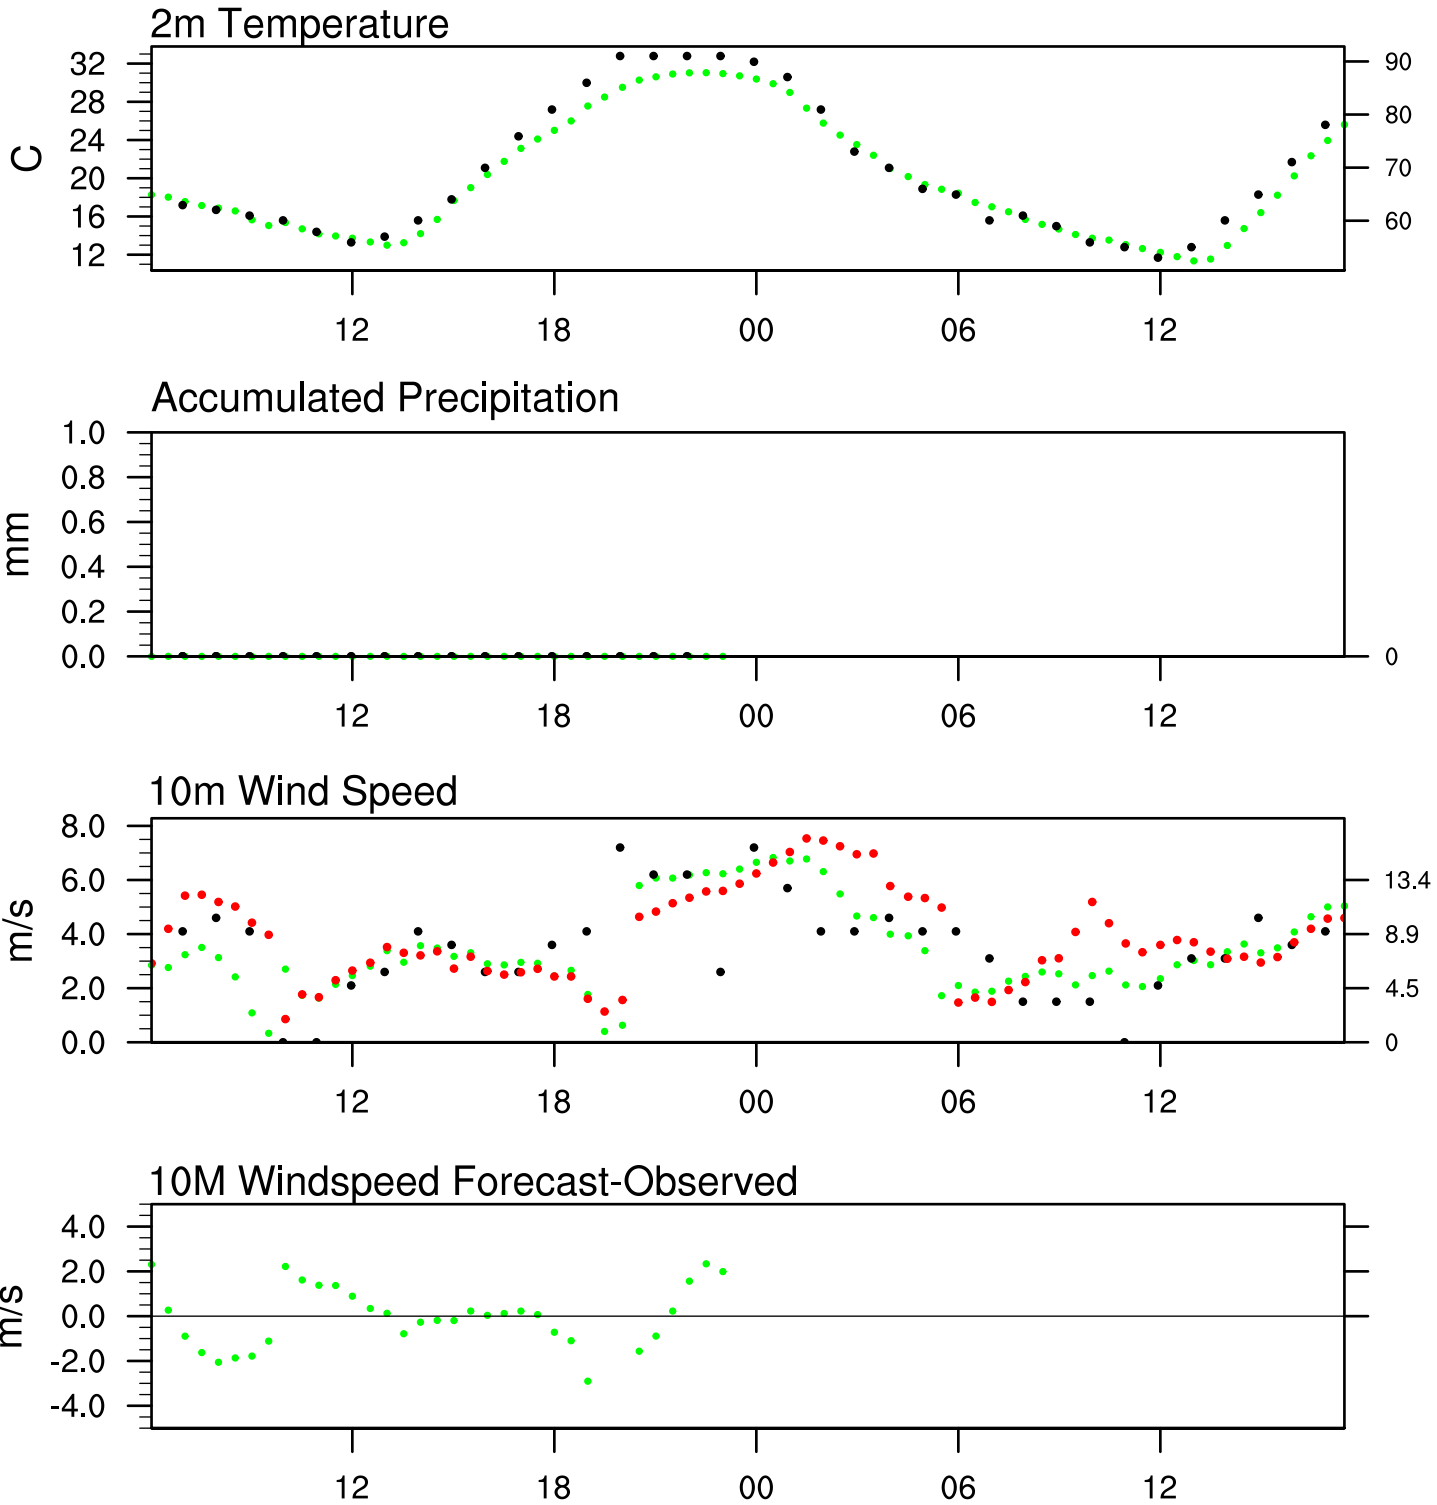 2m Temperature
32
28
24
20
16
12
C
90
80
70
60
12 18 00 06 12
Accumulated Precipitation
1.0
0.8
0.6
0.4
0.2
0.0
mm
0
12 18 00 06 12
10m Wind Speed
8.0
6.0
4.0
2.0
0.0
m/s
13.4
8.9
4.5
0
12 18 00 06 12
10M Windspeed Forecast-Observed
4.0
2.0
0.0
-2.0
-4.0
m/s
12 18 00 06 12